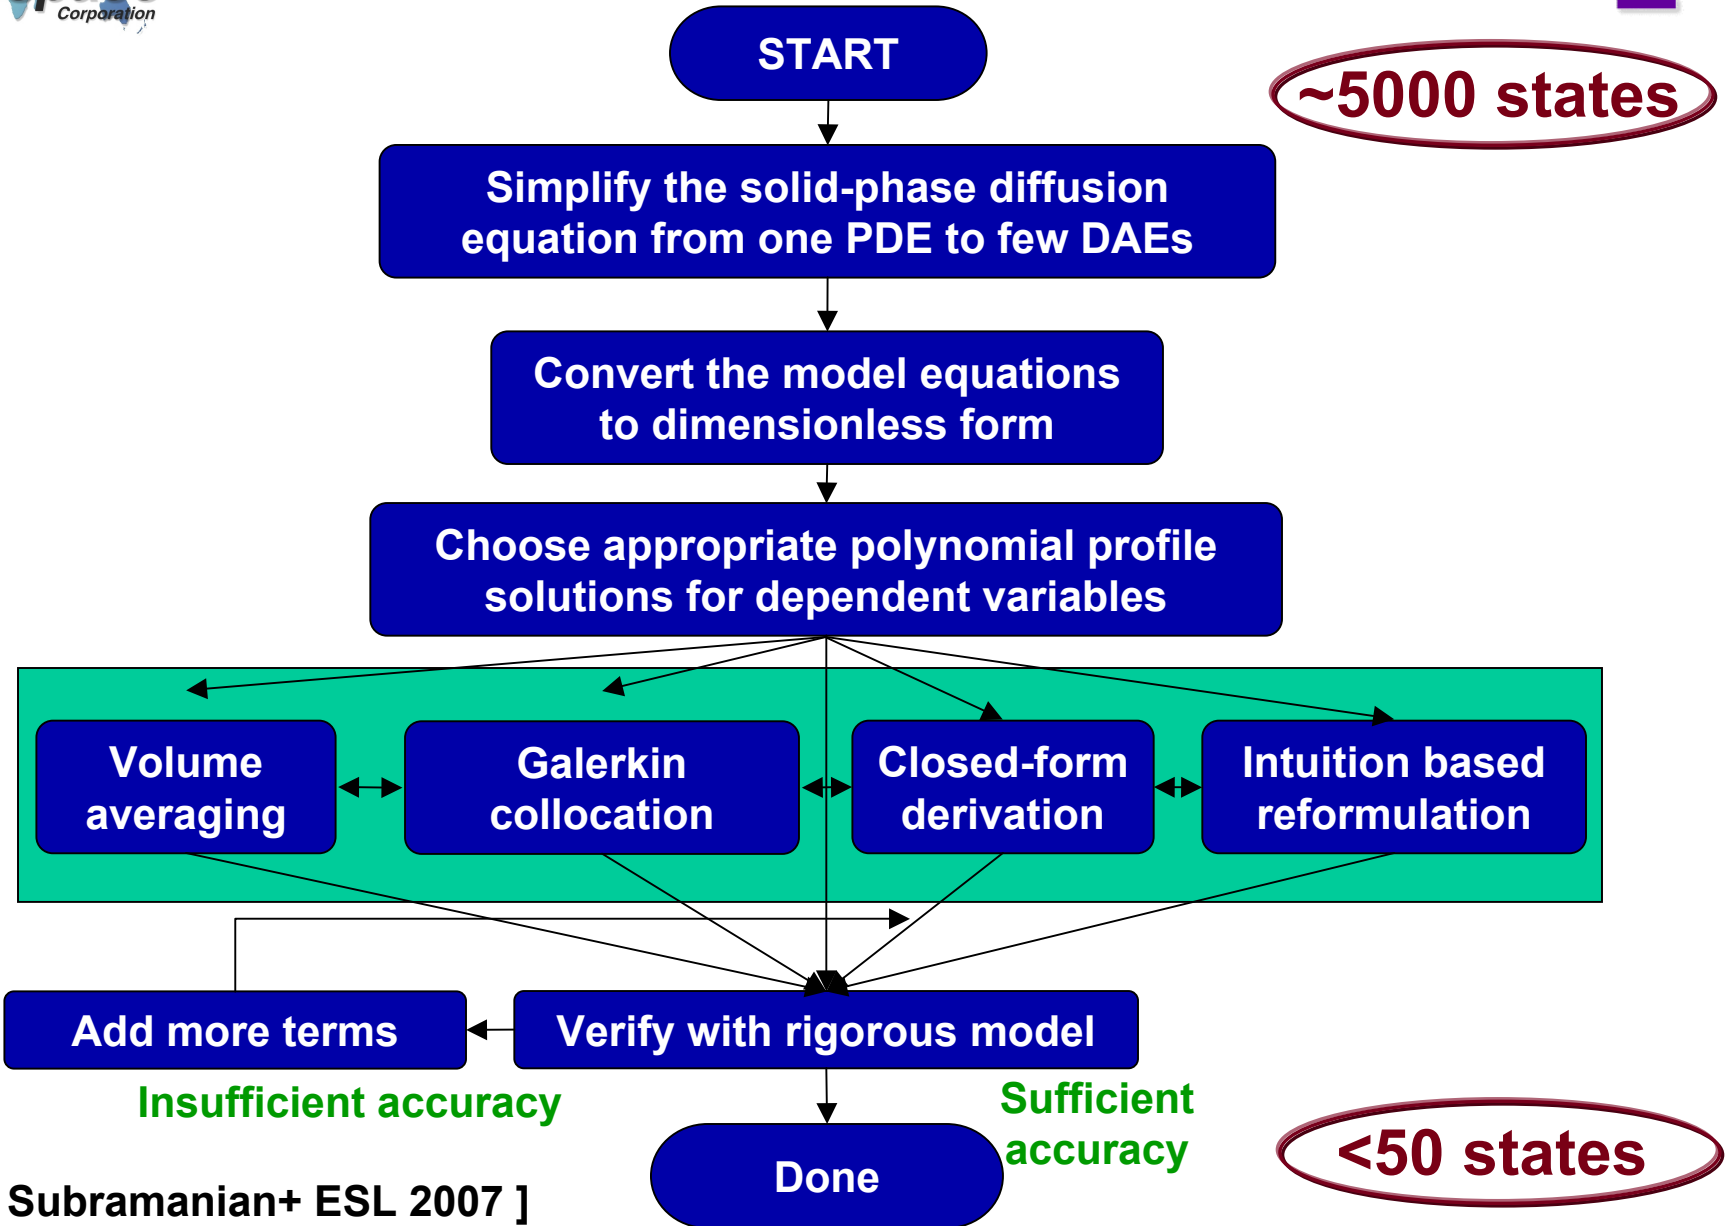 Corporation
START
~5000 states
Simplify the solid-phase diffusion
equation from one PDE to few DAEs
Convert the model equations
to dimensionless form
Choose appropriate polynomial profile
solutions for dependent variables
Volume
averaging
Galerkin
collocation
Closed-form
derivation
Intuition based
reformulation
Add more terms
Verify with rigorous model
Insufficient accuracy
Sufficient
accuracy
Done
<50 states
Subramanian+ ESL 2007 ]